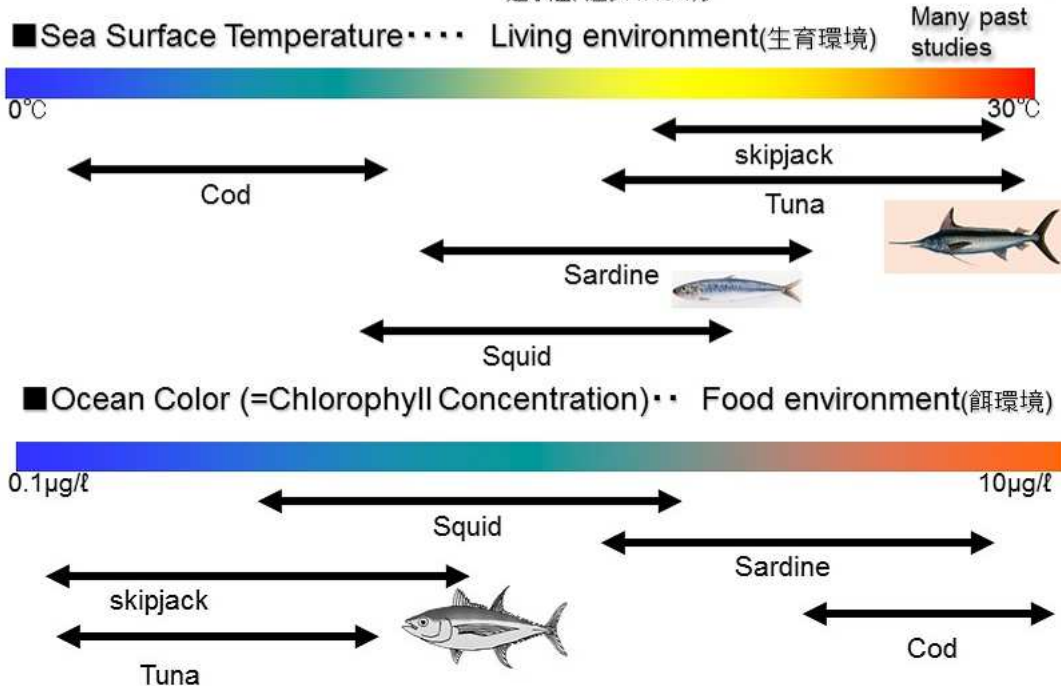 ■Sea Surface Temperature‥‥ Living environment(生育環境)
Many past
studies
0℃
30℃
skipjack
Cod
Tuna
Sardine
Squid
■Ocean Color (=Chlorophyll Concentration)‥ Food environment(餌環境)
0.1µg/ℓ
10µg/ℓ
Squid
Sardine
skipjack
Cod
Tuna